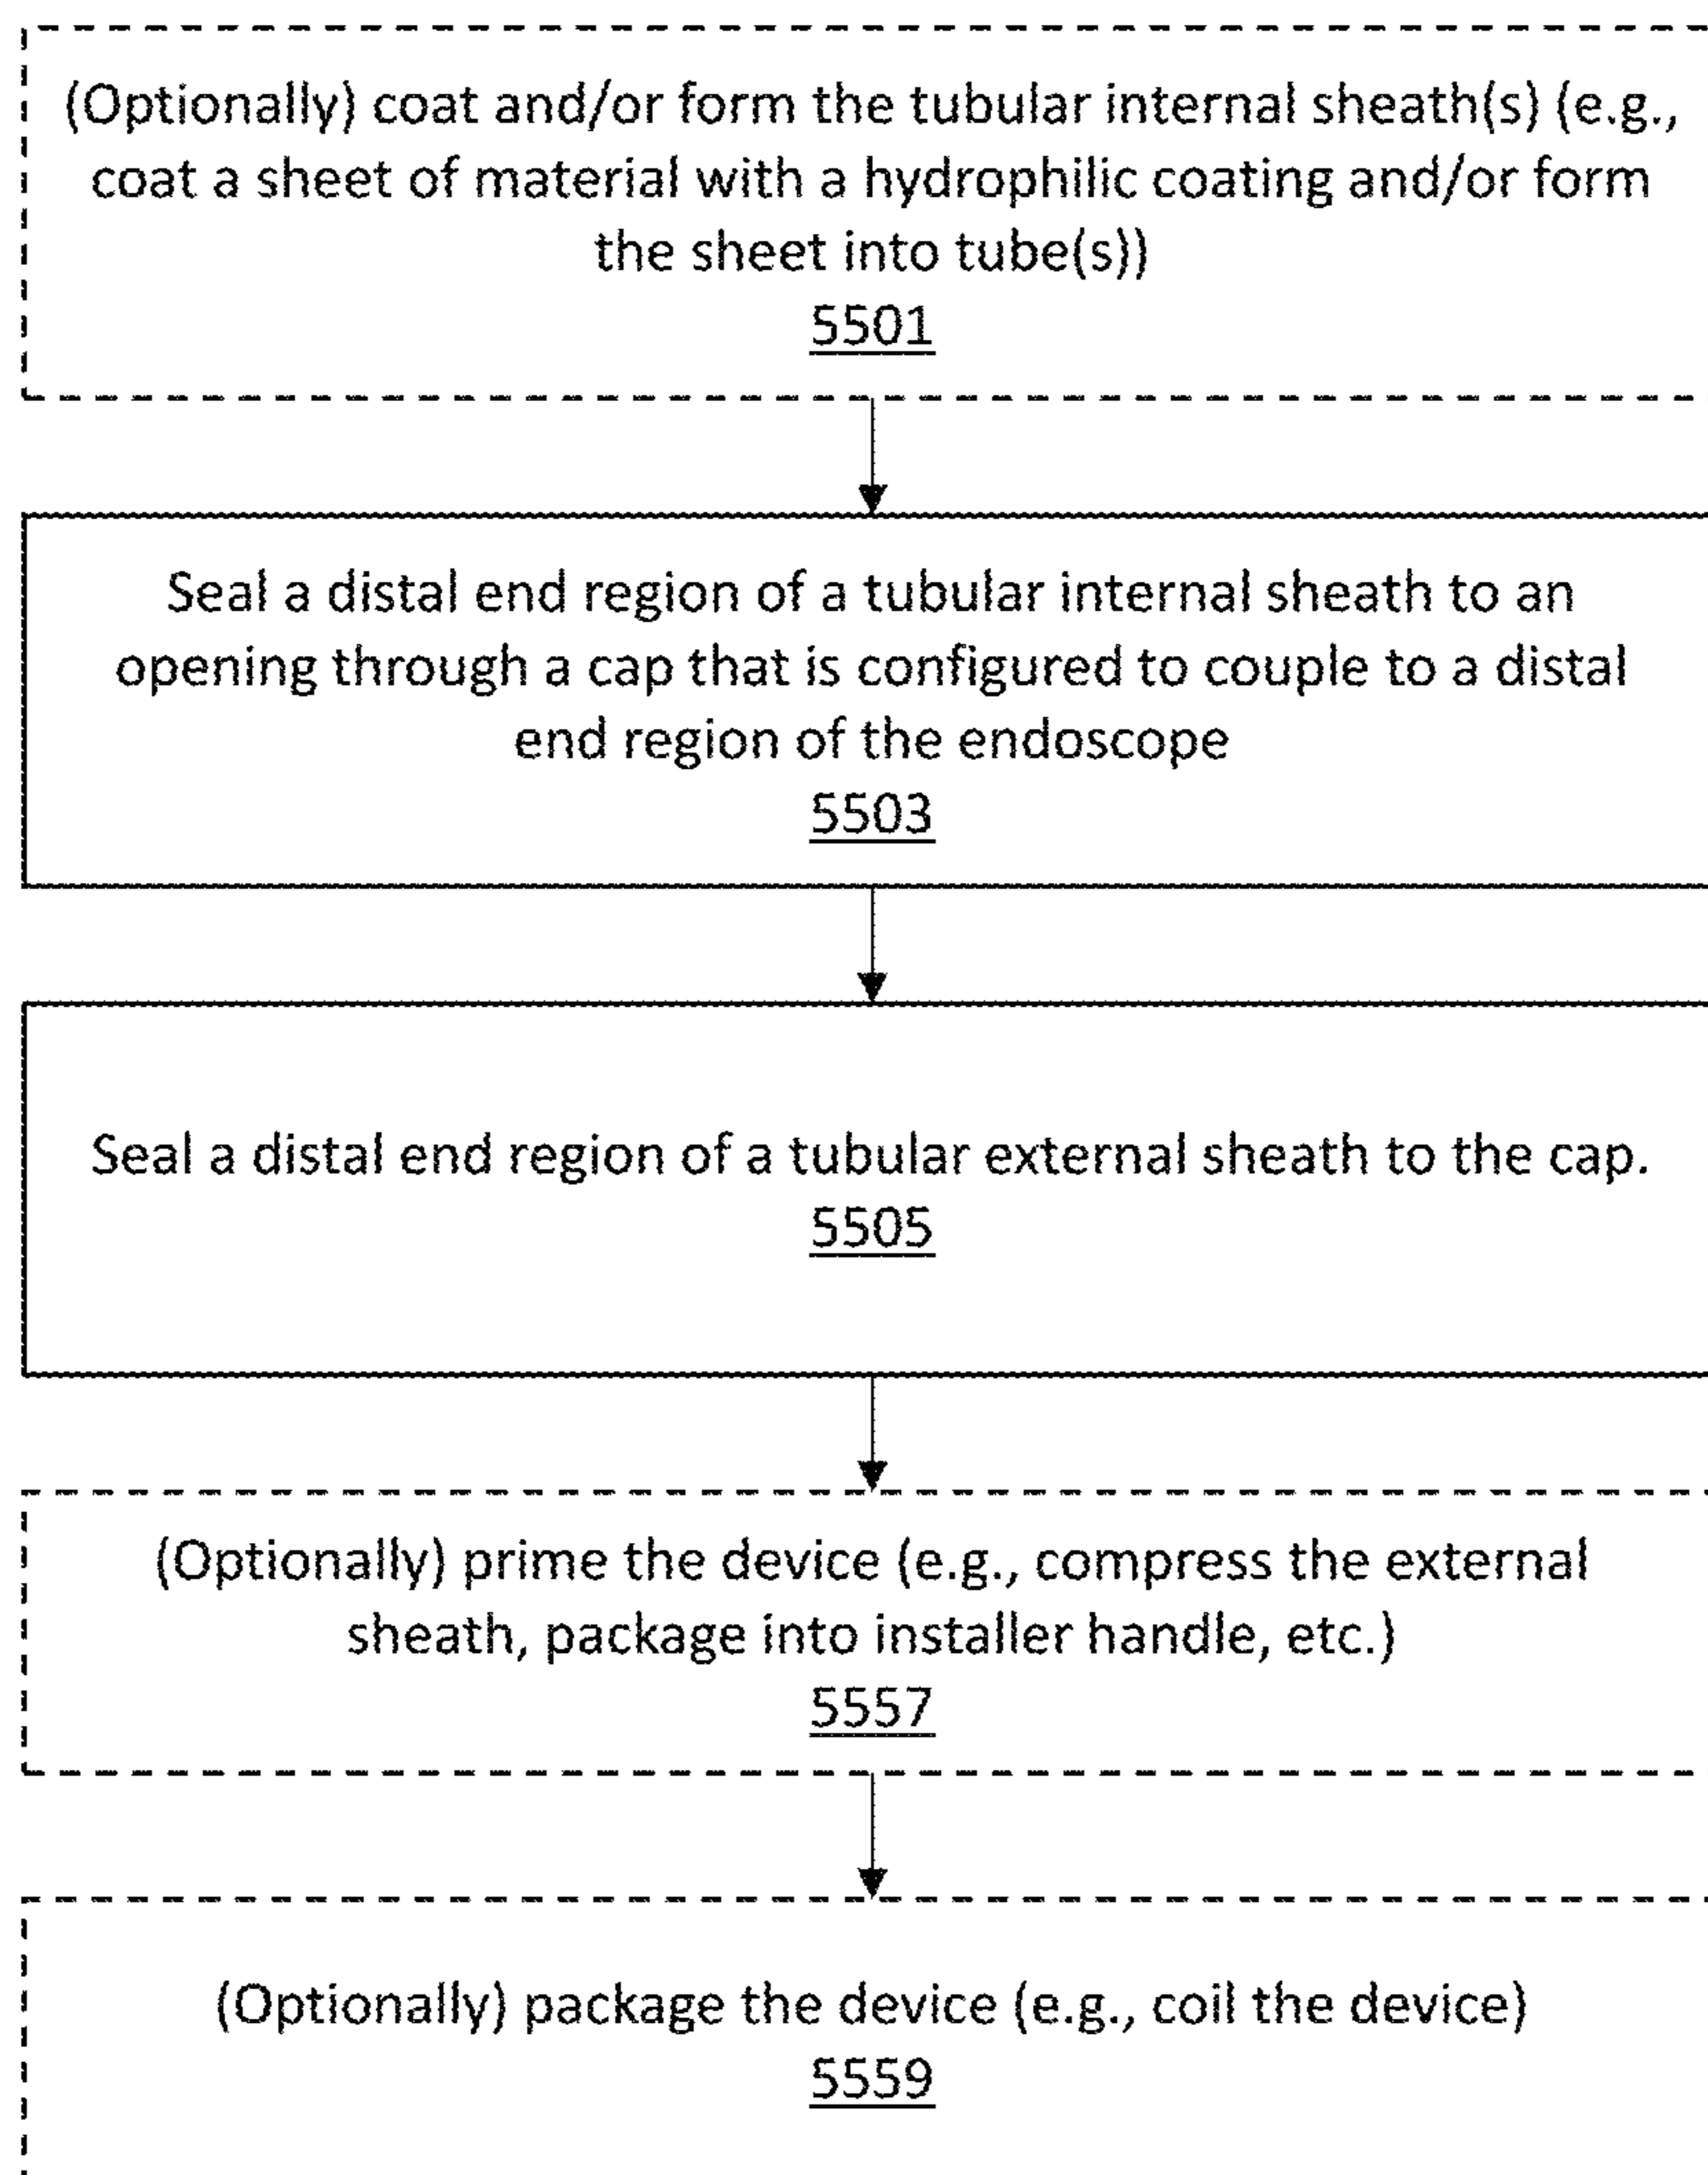 (Optionally) coat and/or form the tubular internal sheath(s) (e.g.,
coat a sheet of material with a hydrophilic coating and/or form
the sheet into tube(s))
5501
Seal a distal end region of a tubular internal sheath to an
opening through a cap that is configured to couple to a distal
end region of the endoscope
5503
Seal a distal end region of a tubular external sheath to the cap.
5505
(Optionally) prime the device (e.g., compress the external
sheath, package into installer handle, etc.)
5557
(Optionally) package the device (e.g., coil the device)
5559